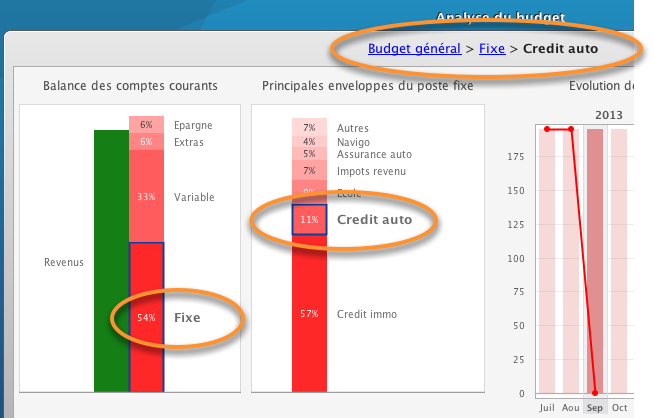 Analyse du budget
Budget général > Fixe > Credit auto
Balance des comptes courants
6% Epargne
6% Extras
33% Variable
Revenus
54% Fixe
Principales enveloppes du poste fixe
7% Autres
4% Navigo
5% Assurance auto
7% Impots revenu
8% Ecole
11% Credit auto
57% Credit immo
Evolution de
2013
175
150
125
100
75
50
25
0
Juil Aou Sep Oct